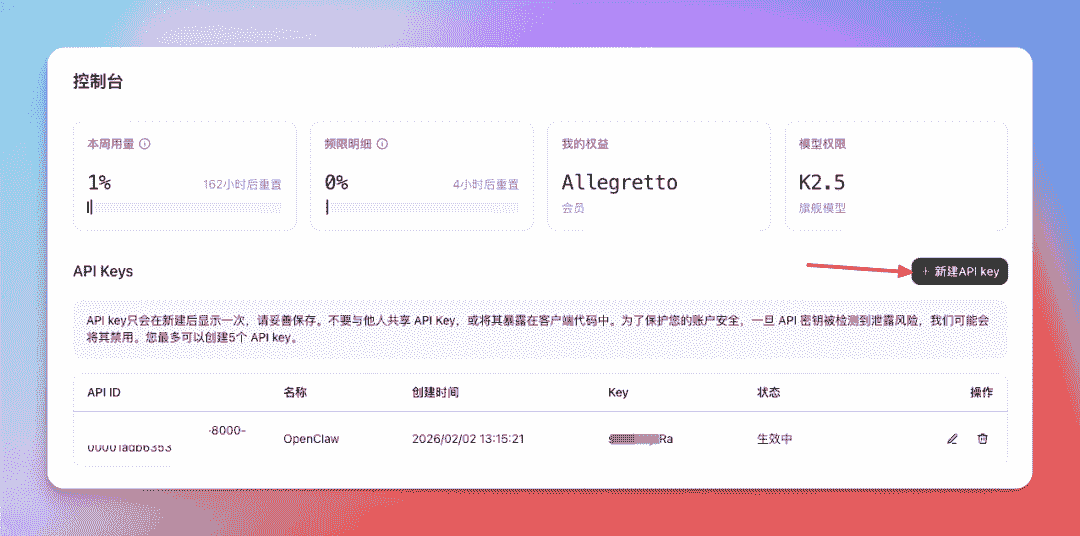 控制台
本周用量
频限明细
我的权益
模型权限
1%
162小时后重置
0%
4小时后重置
Allegretto
K2.5
会员
旗舰模型
API Keys
+ 新建API key
API key只会在新建后显示一次，请妥善保存。不要与他人共享 API Key，或将其暴露在客户端代码中。为了保护您的账户安全，一旦 API 密钥被检测到泄露风险，我们可能会
将其禁用。您最多可以创建5个 API key。
API ID 名称 创建时间 Key 状态 操作
-8000-
00001adb6353 OpenClaw 2026/02/02 13:15:21 Ra 生效中